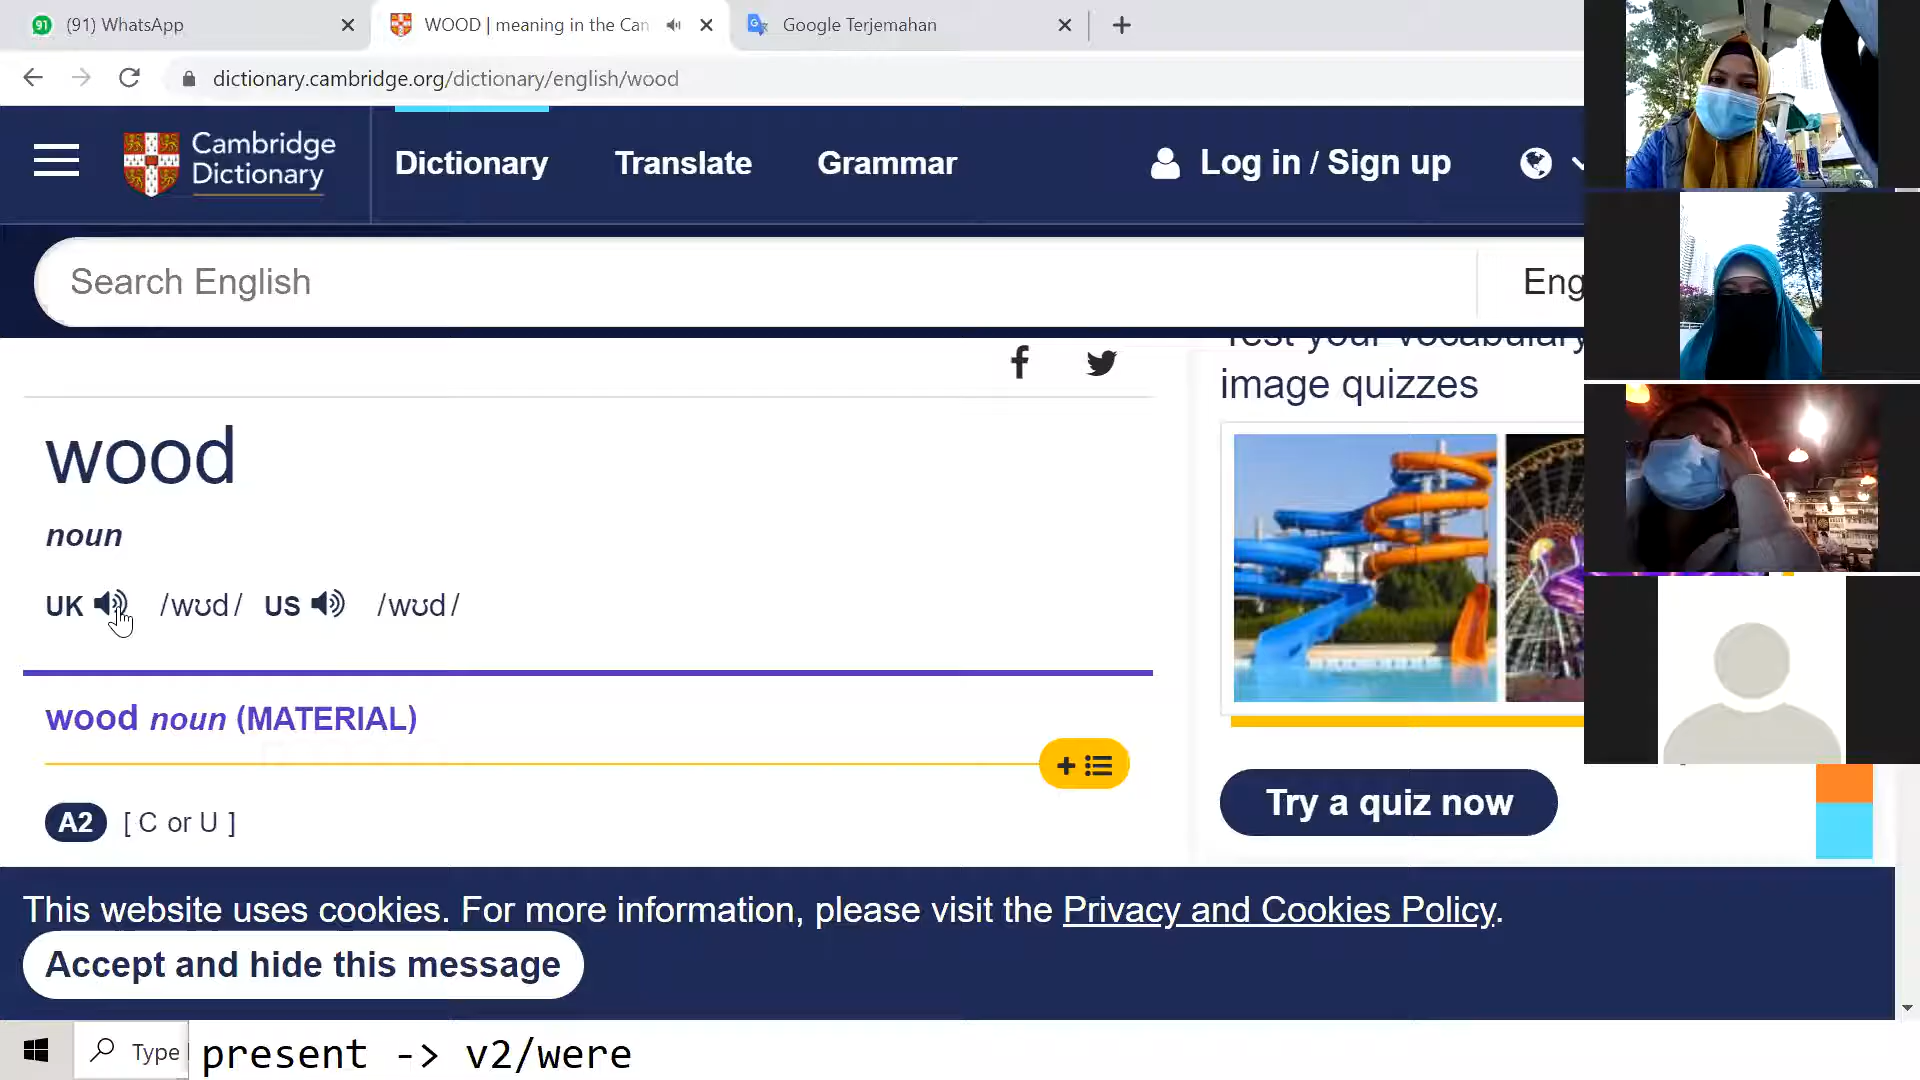 (91) WhatsApp
WOOD | meaning in the Can
Google Terjemahan
dictionary.cambridge.org/dictionary/english/wood
Cambridge
Dictionary
Dictionary
Translate
Grammar
Log in / Sign up
Search English
Eng
Test your vocabulary
image quizzes
wood
noun
UK /wʊd/ US /wʊd/
wood noun (MATERIAL)
A2 [ C or U ]
Try a quiz now
This website uses cookies. For more information, please visit the Privacy and Cookies Policy.
Accept and hide this message
Type
present -> v2/were